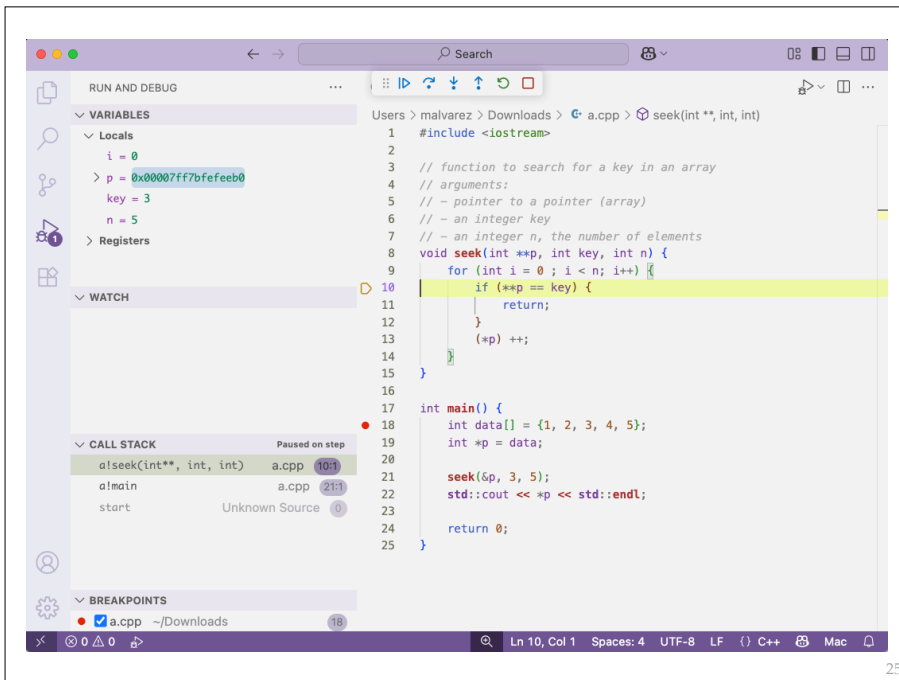 Search
RUN AND DEBUG
VARIABLES
Locals
i = 0
p = 0x00007ff7bfefeeb0
key = 3
n = 5
Registers
WATCH
CALL STACK Paused on step
a!seek(int**, int, int) a.cpp 10:1
a!main a.cpp 21:1
start Unknown Source 0
BREAKPOINTS
a.cpp ~/Downloads 18
1
Users > malvarez > Downloads > a.cpp > seek(int **, int, int)
1 #include <iostream>
2
3 // function to search for a key in an array
4 // arguments:
5 // - pointer to a pointer (array)
6 // - an integer key
7 // - an integer n, the number of elements
8 void seek(int **p, int key, int n) {
9 for (int i = 0 ; i < n; i++) {
10 if (**p == key) {
11 return;
12 }
13 (*p) ++;
14 }
15 }
16
17 int main() {
18 int data[] = {1, 2, 3, 4, 5};
19 int *p = data;
20
21 seek(&p, 3, 5);
22 std::cout << *p << std::endl;
23
24 return 0;
25 }
0 0 Ln 10, Col 1 Spaces: 4 UTF-8 LF {} C++ Mac
25